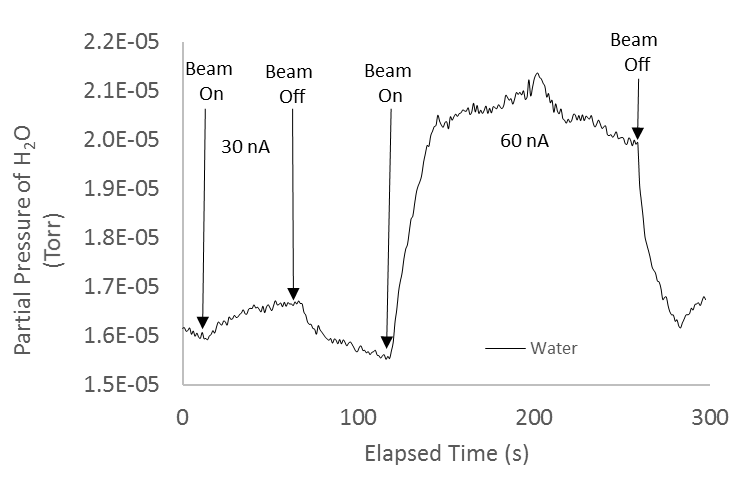 2.2E-05
2.1E-05
2.0E-05
1.9E-05
1.8E-05
1.7E-05
1.6E-05
1.5E-05
Partial Pressure of H₂O
(Torr)
Beam
On
Beam
Off
Beam
On
Beam
Off
30 nA
60 nA
Water
0
100
200
300
Elapsed Time (s)